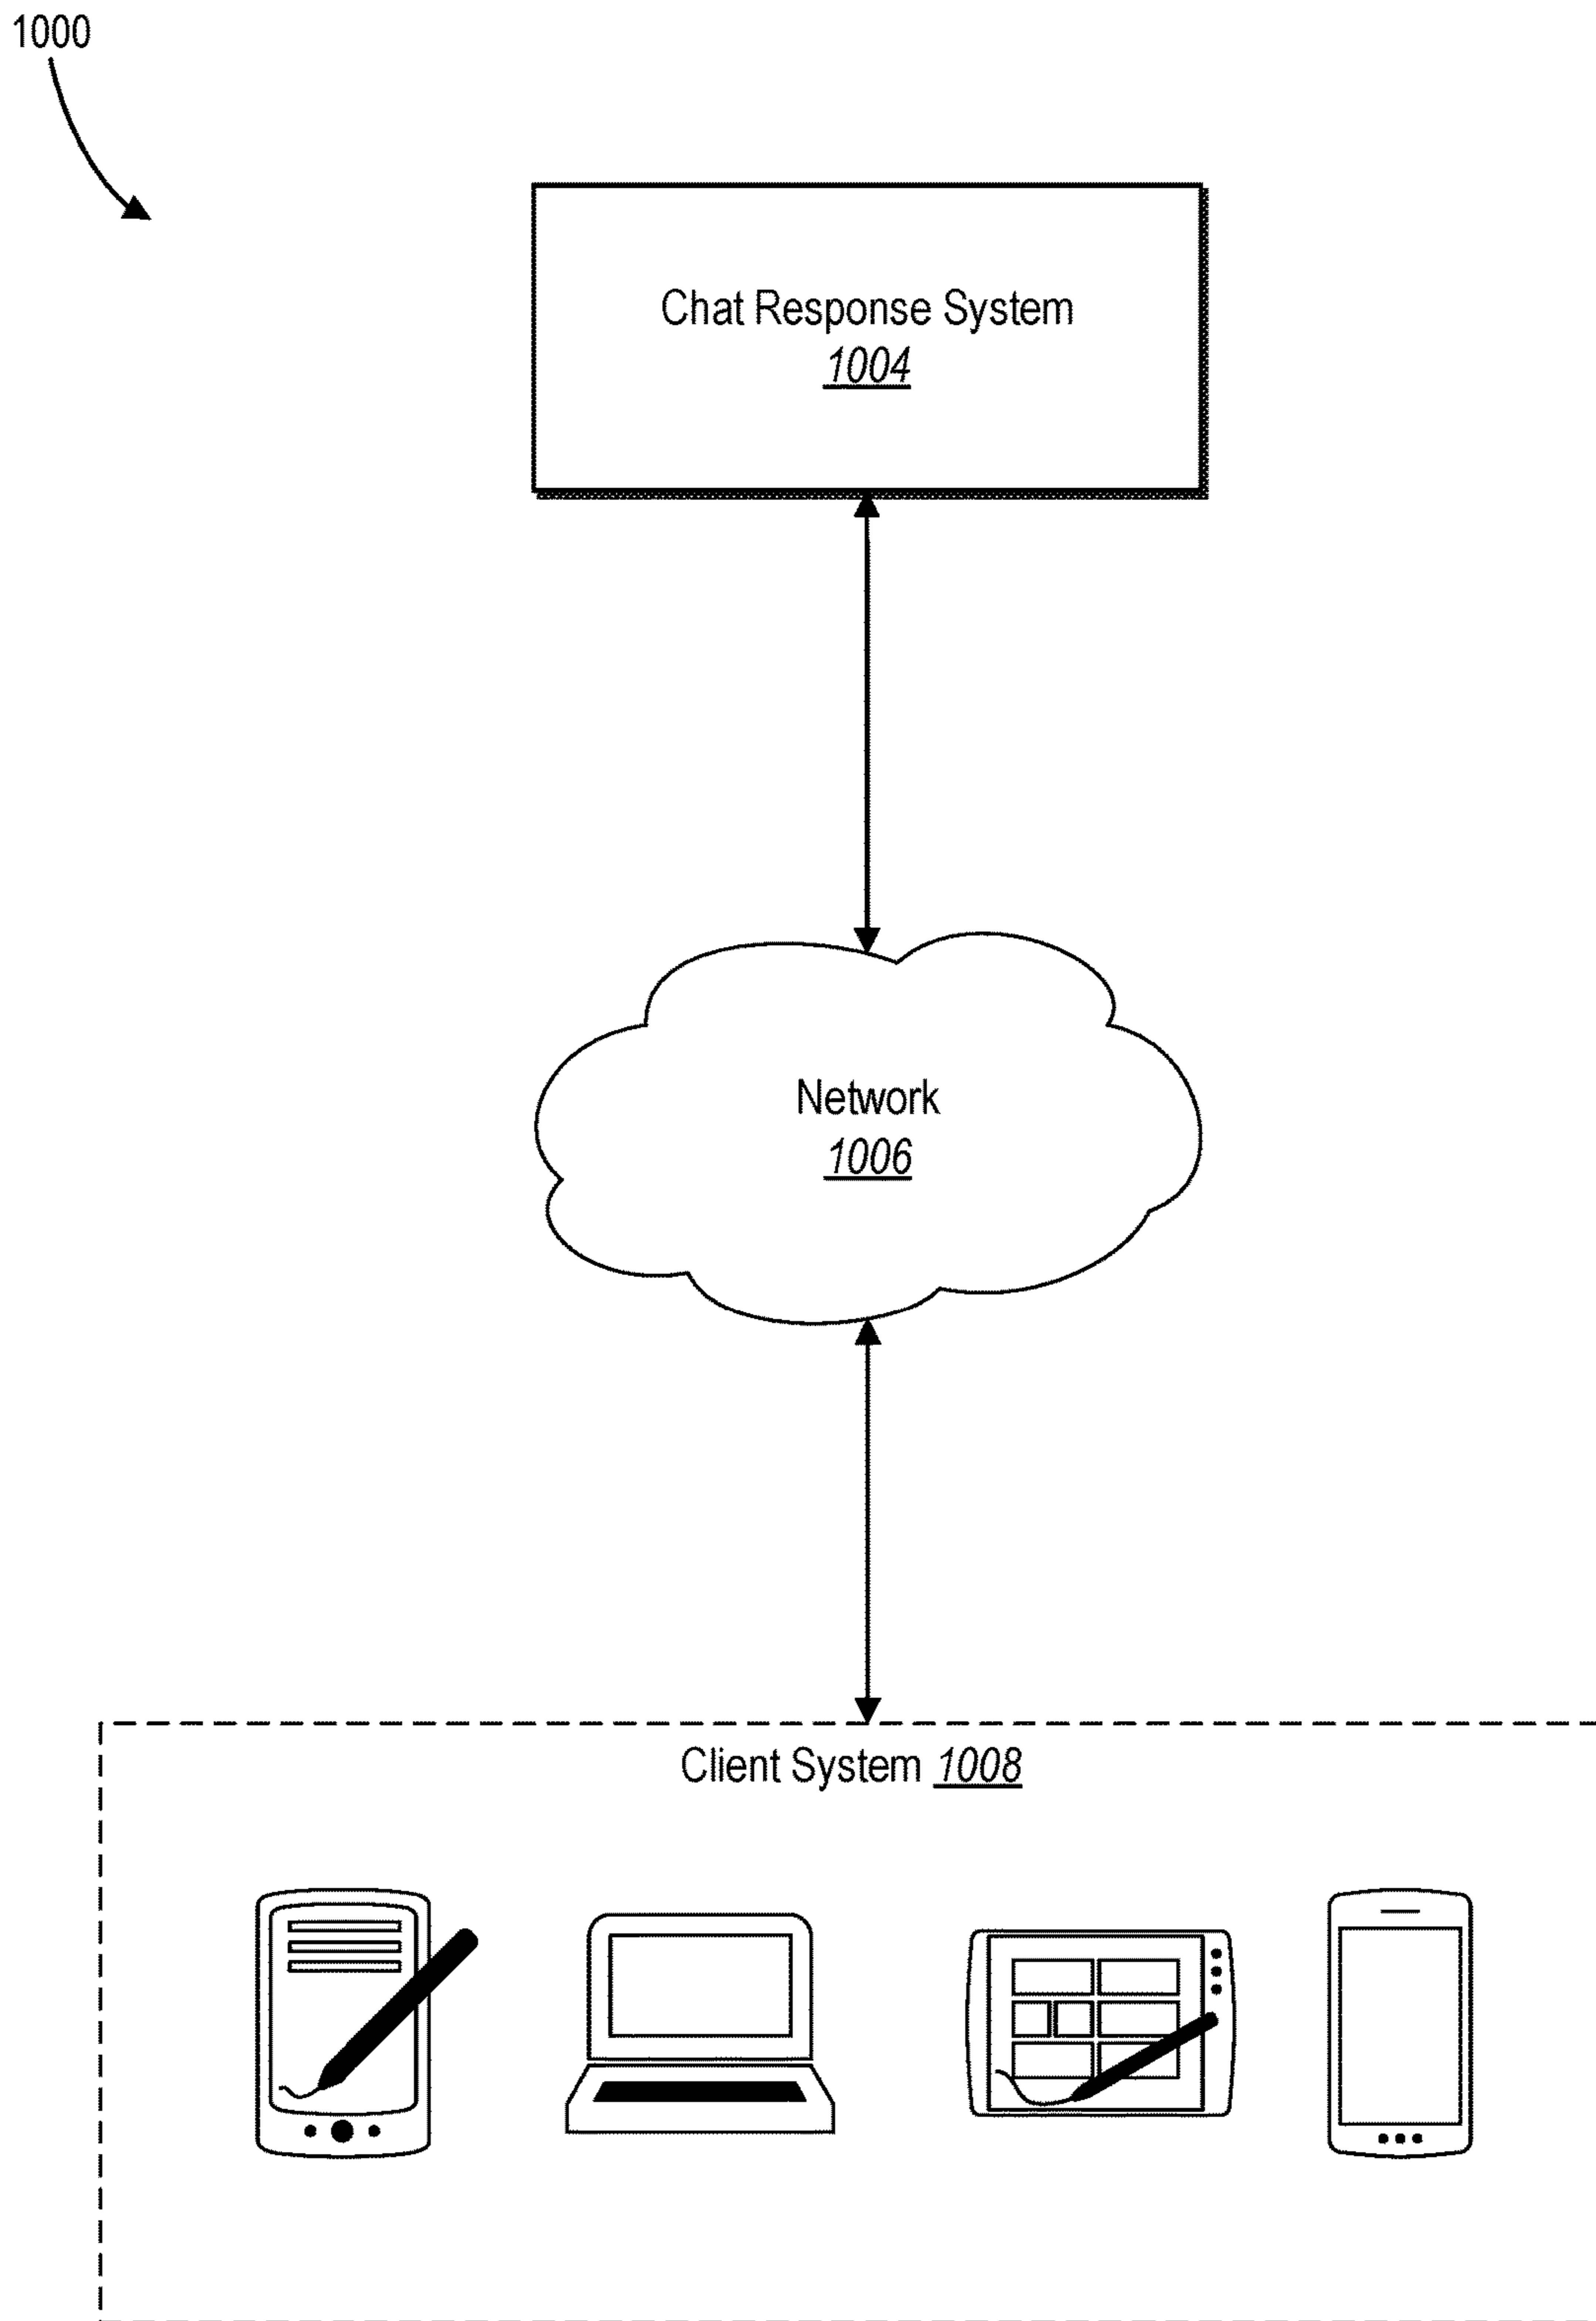 1000
Chat Response System
1004
Network
1006
Client System 1008